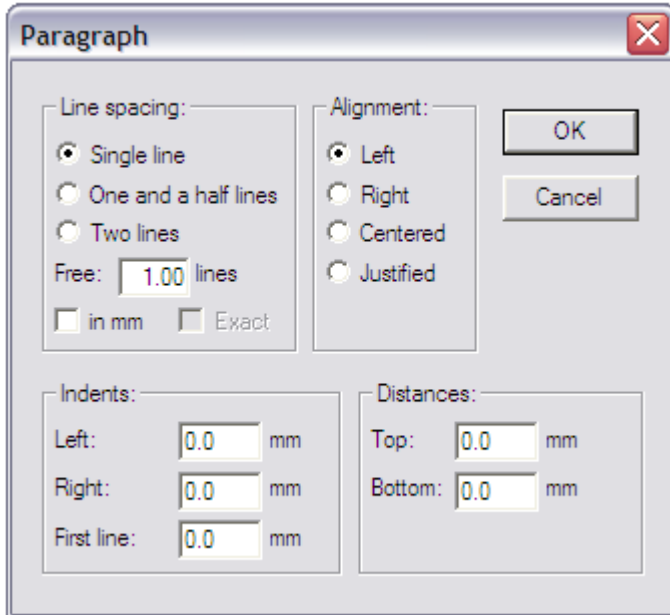 Paragraph
Line spacing:
Single line
One and a half lines
Two lines
Free: 1.00 lines
in mm Exact
Alignment:
Left
Right
Centered
Justified
OK
Cancel
Indents:
Left: 0.0 mm
Right: 0.0 mm
First line: 0.0 mm
Distances:
Top: 0.0 mm
Bottom: 0.0 mm